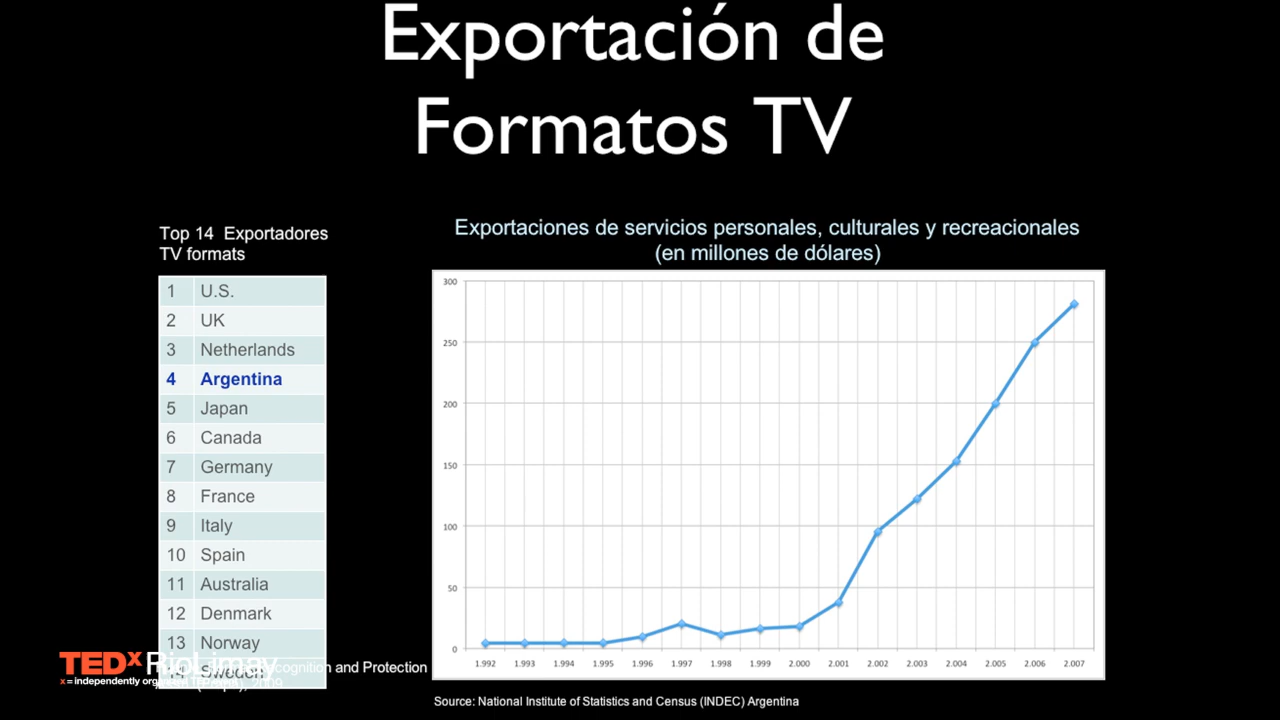 Exportación de
Formatos TV
Top 14 Exportadores
TV formats
1 U.S.
2 UK
3 Netherlands
4 Argentina
5 Japan
6 Canada
7 Germany
8 France
9 Italy
10 Spain
11 Australia
12 Denmark
13 Norway
14 Sweden
Exportaciones de servicios personales, culturales y recreacionales
(en millones de dólares)
300
250
200
150
100
50
0
1.992 1.993 1.994 1.995 1.996 1.997 1.998 1.999 2.000 2.001 2.002 2.003 2.004 2.005 2.006 2.007
TEDx RioLimay
x = independently organized TED event
and Protection
2009
Source: National Institute of Statistics and Census (INDEC) Argentina